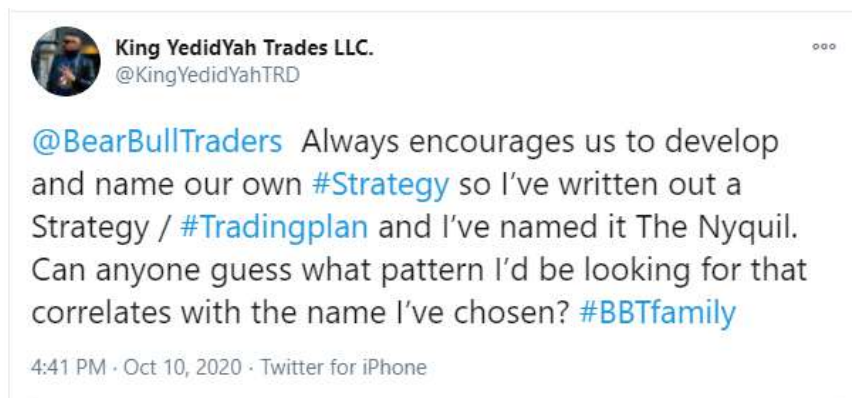 King YedidYah Trades LLC.
@KingYedidYahTRD
@BearBullTraders Always encourages us to develop
and name our own #Strategy so I’ve written out a
Strategy / #Tradingplan and I’ve named it The Nyquil.
Can anyone guess what pattern I’d be looking for that
correlates with the name I’ve chosen? #BBTfamily
4:41 PM · Oct 10, 2020 · Twitter for iPhone